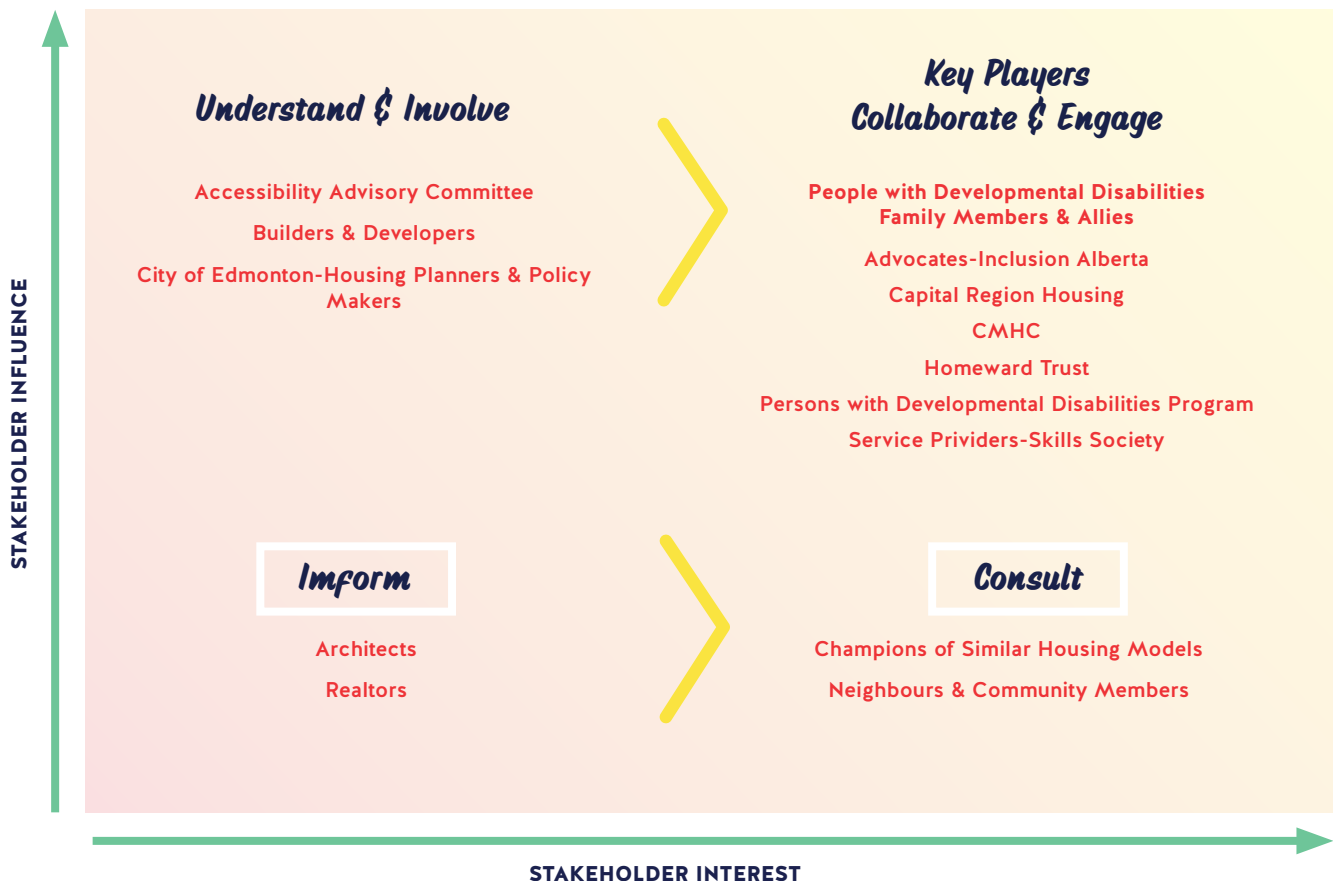 STAKEHOLDER INFLUENCE
Understand & Involve
Accessibility Advisory Committee
Builders & Developers
City of Edmonton-Housing Planners & Policy
Makers
Key Players
Collaborate & Engage
People with Developmental Disabilities
Family Members & Allies
Advocates-Inclusion Alberta
Capital Region Housing
CMHC
Homeward Trust
Persons with Developmental Disabilities Program
Service Prividers-Skills Society
Imform
Architects
Realtors
Consult
Champions of Similar Housing Models
Neighbours & Community Members
STAKEHOLDER INTEREST